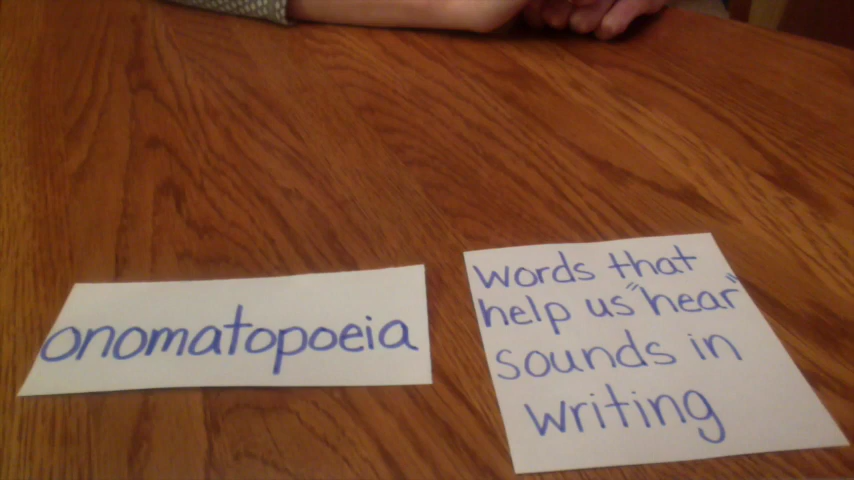 onomatopoeia
words that
help us "hear"
sounds in
writing